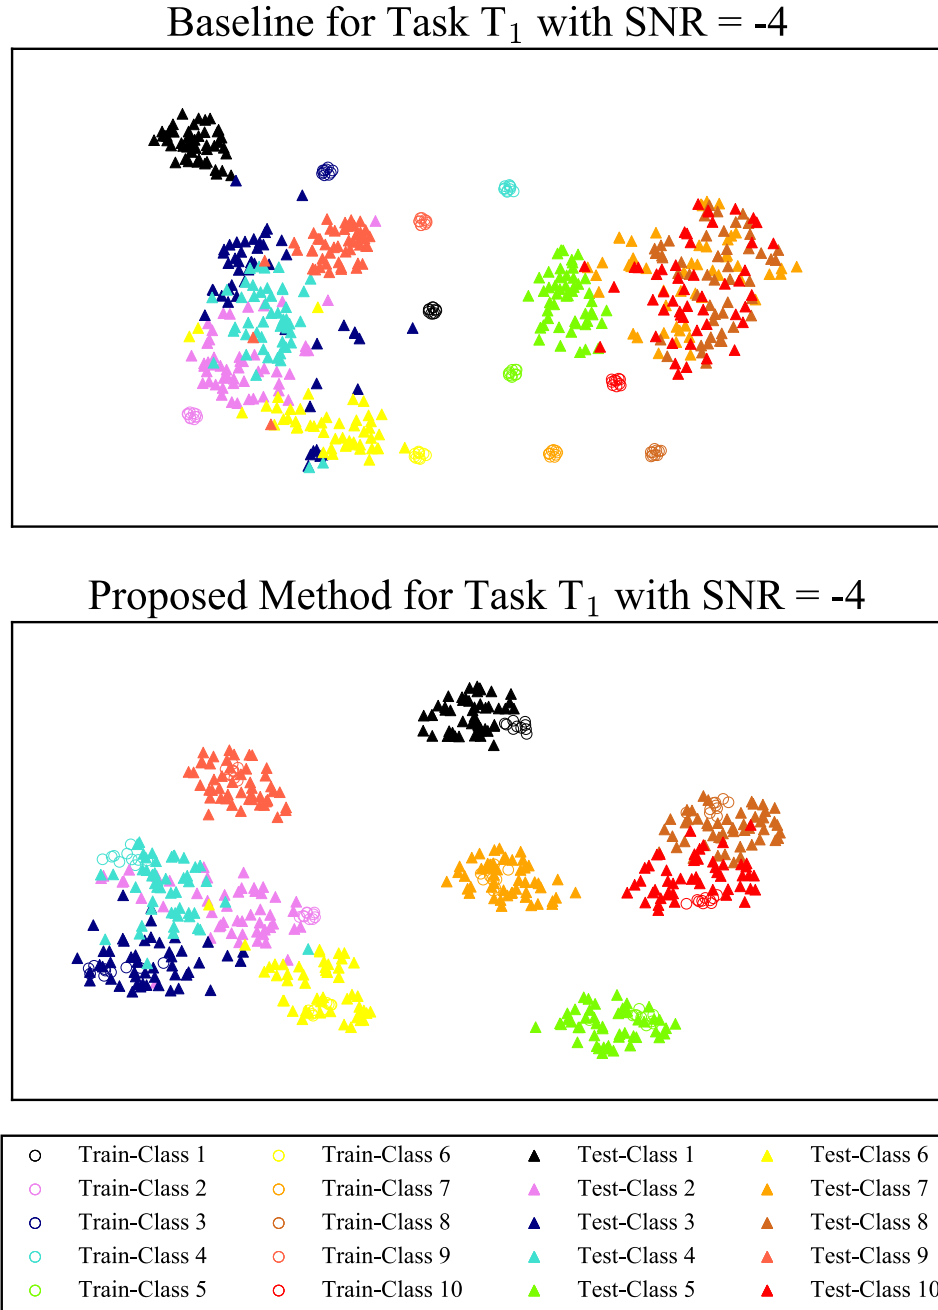 Baseline for Task T₁ with SNR = -4
Proposed Method for Task T₁ with SNR = -4
Train-Class 1 Train-Class 6 Test-Class 1 Test-Class 6
Train-Class 2 Train-Class 7 Test-Class 2 Test-Class 7
Train-Class 3 Train-Class 8 Test-Class 3 Test-Class 8
Train-Class 4 Train-Class 9 Test-Class 4 Test-Class 9
Train-Class 5 Train-Class 10 Test-Class 5 Test-Class 10